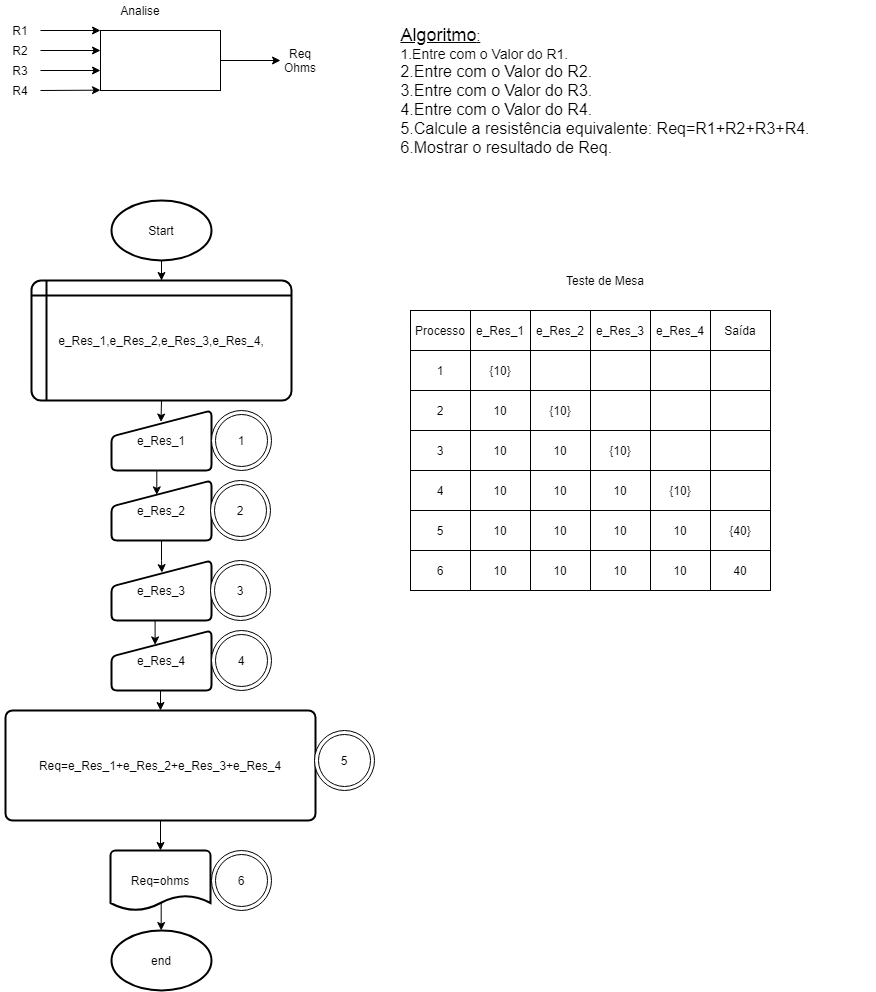 Analise
R1
R2
R3
R4
Req
Ohms
Algoritmo:
1.Entre com o Valor do R1.
2.Entre com o Valor do R2.
3.Entre com o Valor do R3.
4.Entre com o Valor do R4.
5.Calcule a resistência equivalente: Req=R1+R2+R3+R4.
6.Mostrar o resultado de Req.
Start
e_Res_1,e_Res_2,e_Res_3,e_Res_4,
e_Res_1 1
e_Res_2 2
e_Res_3 3
e_Res_4 4
Req=e_Res_1+e_Res_2+e_Res_3+e_Res_4 5
Req=ohms 6
end
Teste de Mesa
Processo e_Res_1 e_Res_2 e_Res_3 e_Res_4 Saída
1 {10}
2 10 {10}
3 10 10 {10}
4 10 10 10 {10}
5 10 10 10 10 {40}
6 10 10 10 10 40